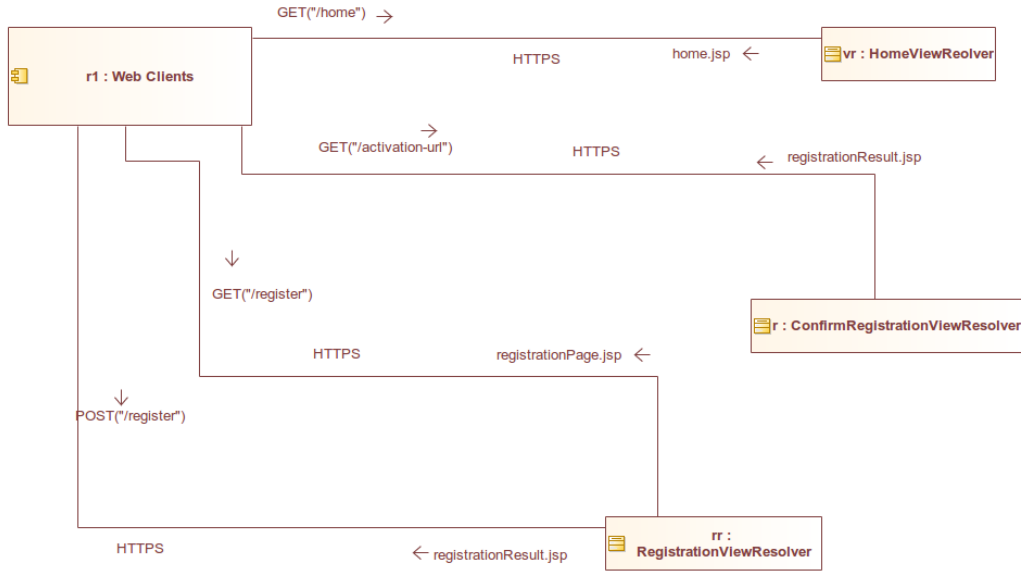 GET("/home")
r1 : Web Clients
HTTPS
home.jsp
vr : HomeViewReolver
GET("/activation-url")
HTTPS
registrationResult.jsp
GET("/register")
r : ConfirmRegistrationViewResolver
HTTPS
registrationPage.jsp
POST("/register")
HTTPS
registrationResult.jsp
rr :
RegistrationViewResolver